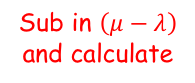 Sub in (𝜇 − 𝜆)
and calculate